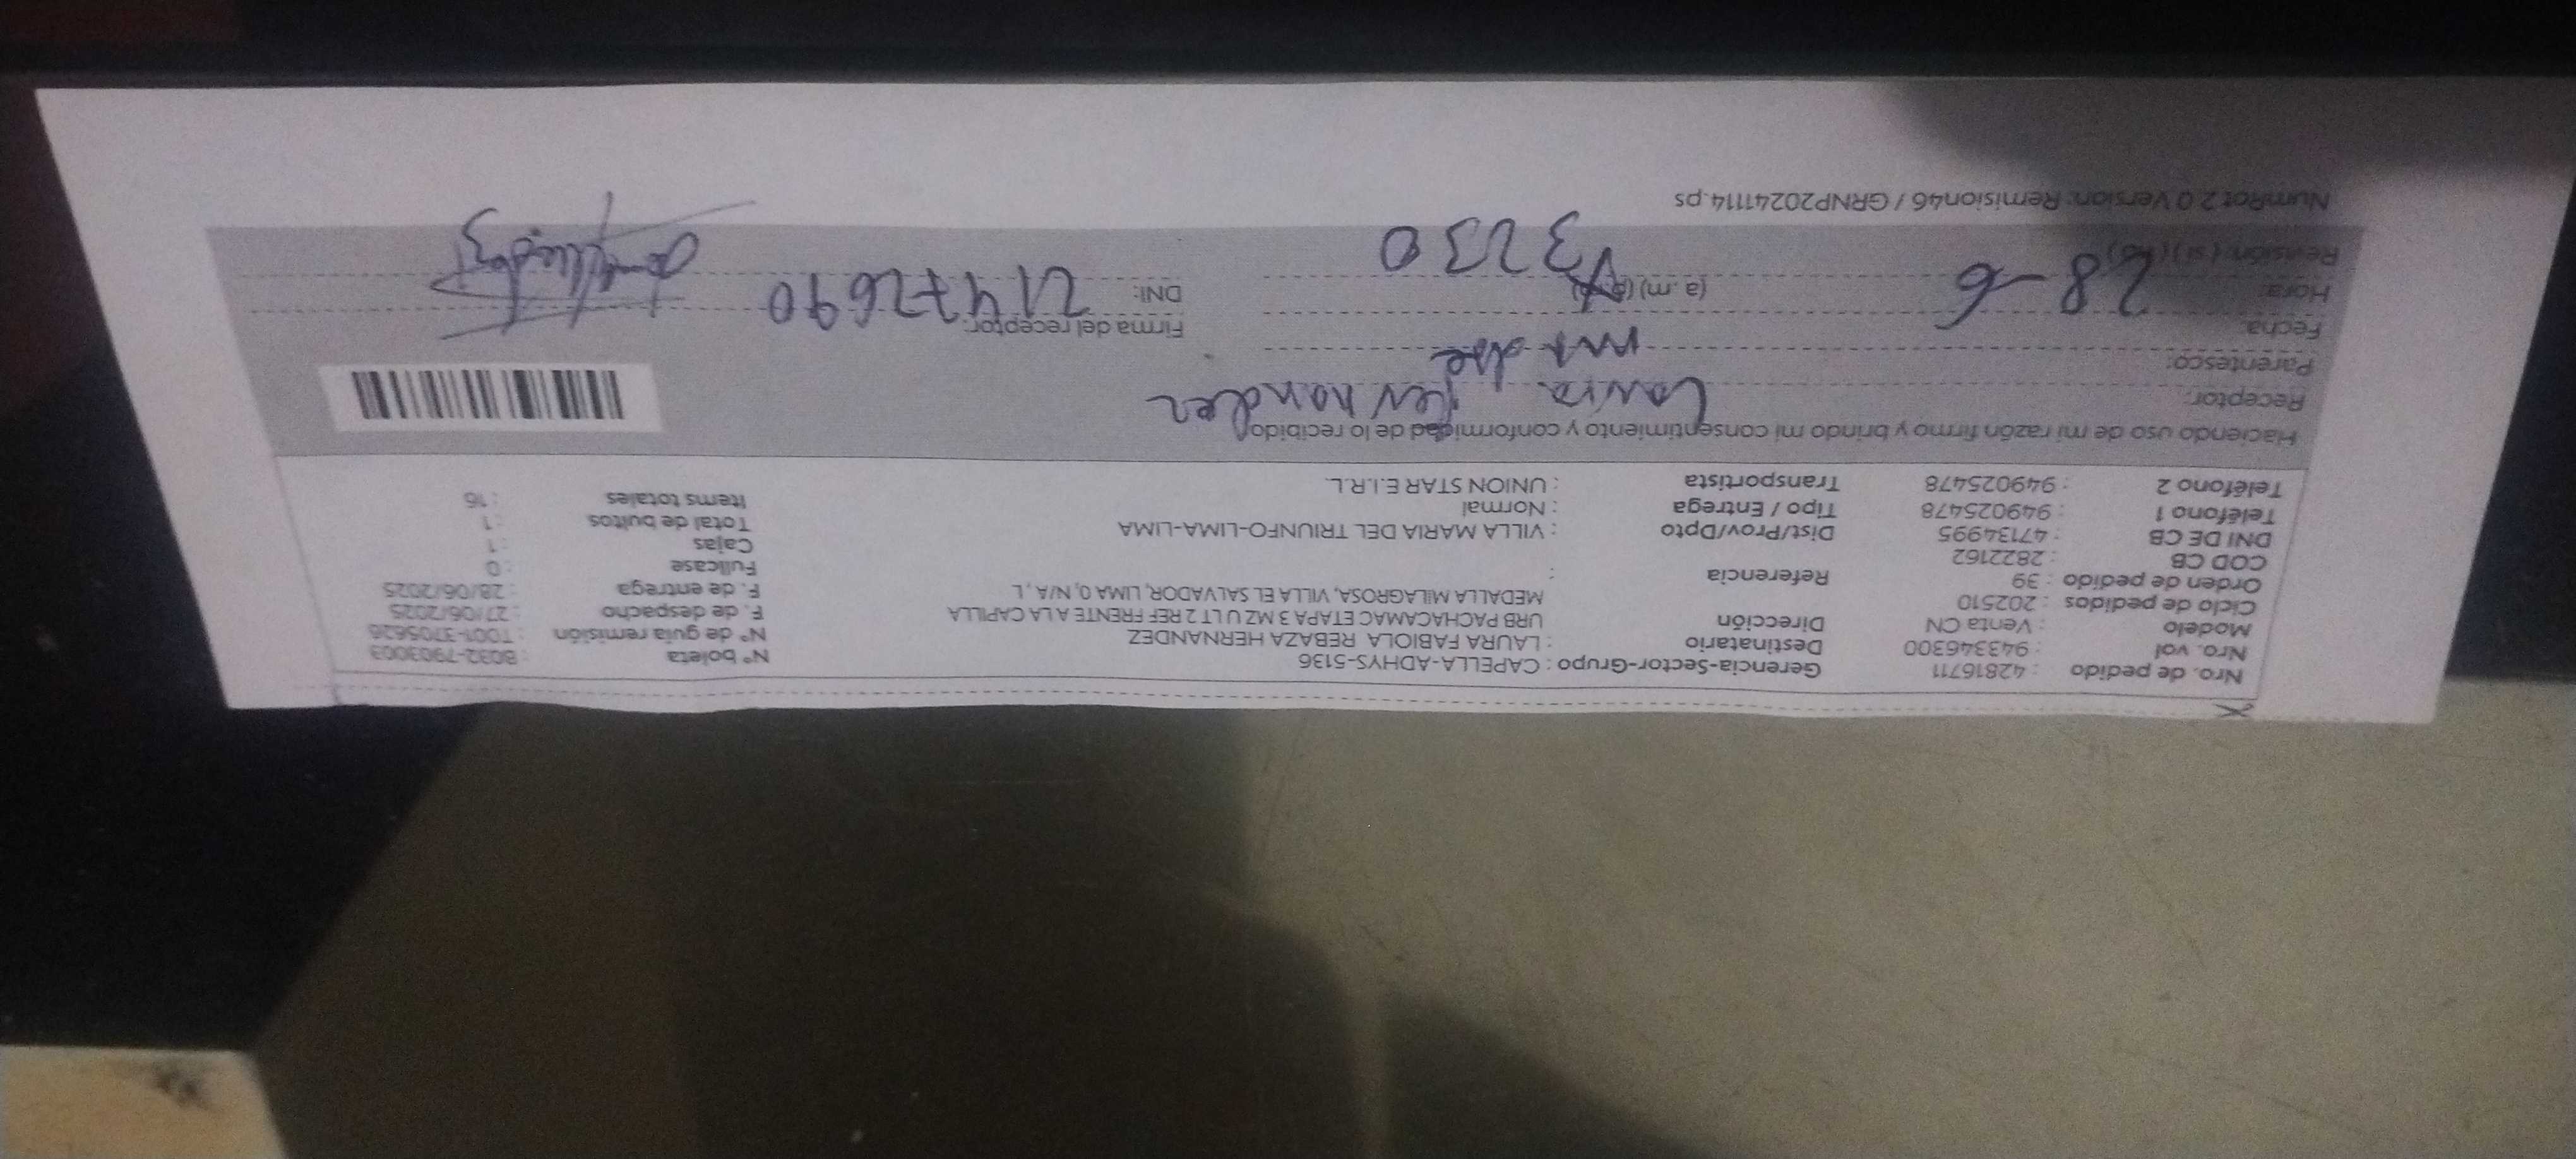 Nro. de pedido : 42816711 Gerencia-Sector-Grupo : CAPELLA-ADHYS-5136 N° boleta : B032-7903003
Nro. vol : 943346300 Destinatario : LAURA FABIOLA REBAZA HERNANDEZ N° de guía remisión : T001-3705626
Modelo : Venta CN Dirección URB PACHACAMAC ETAPA 3 MZ U LT 2 REF FRENTE A LA CAPILLA F. de despacho : 27/06/2025
Ciclo de pedidos : 202510 MEDALLA MILAGROSA, VILLA EL SALVADOR, LIMA 0, N/A , L F. de entrega : 28/06/2025
Orden de pedido : 39 Referencia : Fullcase : 0
COD CB : 2822162 Cajas : 1
DNI DE CB : 47134995 Dist/Prov/Dpto : VILLA MARIA DEL TRIUNFO-LIMA-LIMA Total de bultos : 1
Teléfono 1 : 949025478 Tipo / Entrega : Normal Items totales : 16
Teléfono 2 : 949025478 Transportista : UNION STAR E.I.R.L.
Haciendo uso de mi razón firmo y brindo mi consentimiento y conformidad de lo recibido
Receptor:
Parentesco:
Fecha: 28-6 Firma del receptor:
Hora: (a.m) (p.m) 3230 DNI: 21472690
Revisión: (si) (no)
NumRot 2.0 Version: Remision46 / GRNP20241114.ps